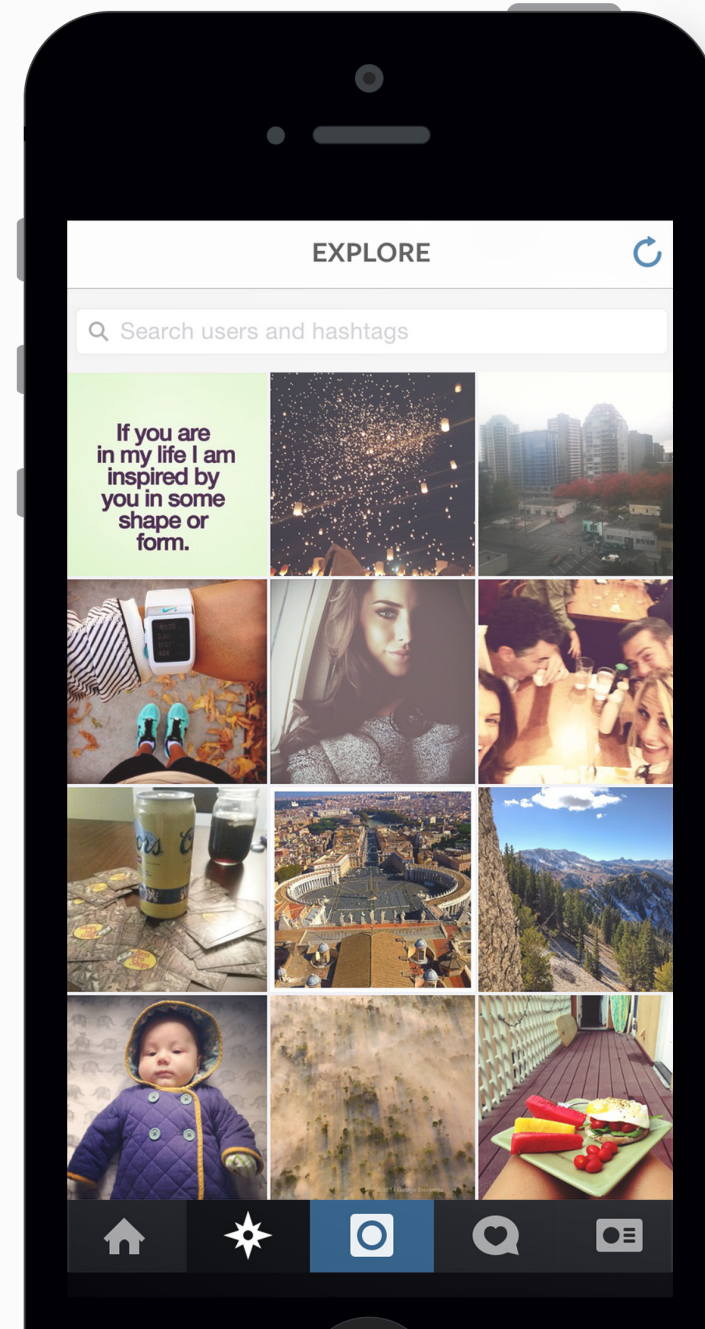 EXPLORE
Search users and hashtags
If you are
in my life I am
inspired by
you in some
shape or
form.